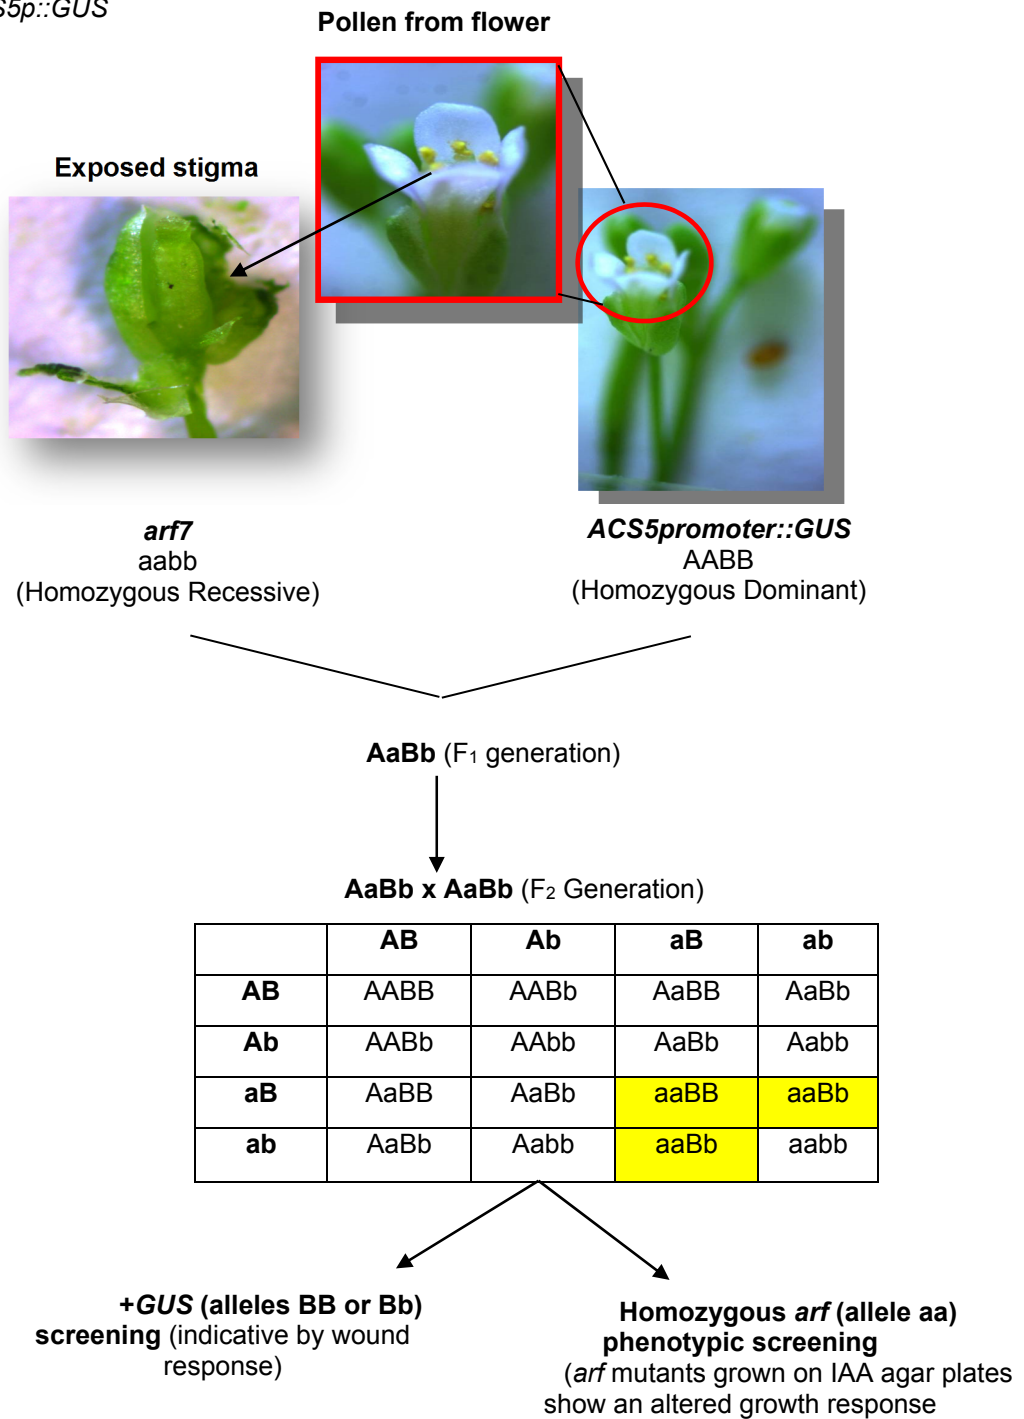 S5p::GUS
Pollen from flower
Exposed stigma
arf7
aabb
(Homozygous Recessive)
ACS5promoter::GUS
AABB
(Homozygous Dominant)
AaBb (F₁ generation)
AaBb x AaBb (F₂ Generation)
AB Ab aB ab
AB AABB AABb AaBB AaBb
Ab AABb AAbb AaBb Aabb
aB AaBB AaBb aaBB aaBb
ab AaBb Aabb aaBb aabb
+GUS (alleles BB or Bb)
screening (indicative by wound
response)
Homozygous arf (allele aa)
phenotypic screening
(arf mutants grown on IAA agar plates
show an altered growth response